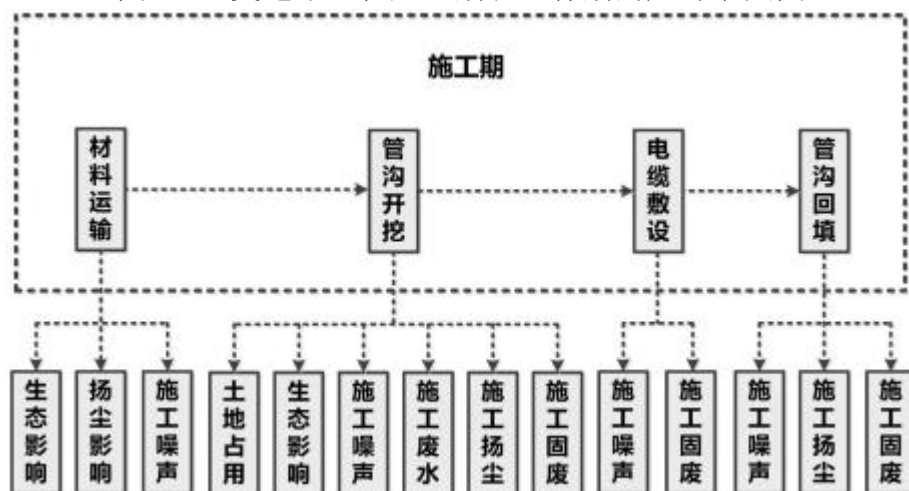 施工期
材料运输
管沟开挖
电缆敷设
管沟回填
生态影响
扬尘影响
施工噪声
土地占用
生态影响
施工噪声
施工废水
施工扬尘
施工固废
施工噪声
施工固废
施工噪声
施工扬尘
施工固废